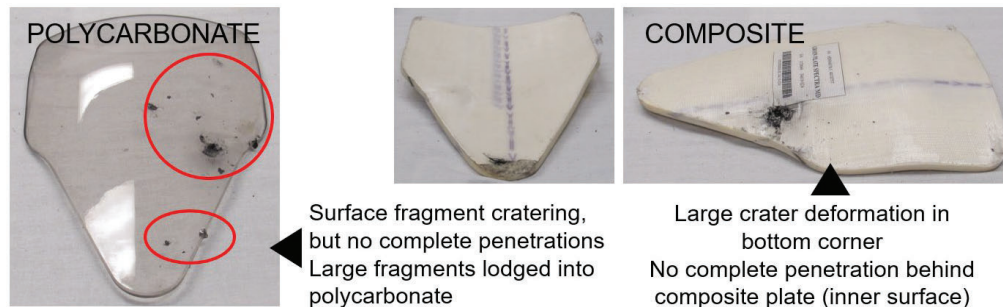 POLYCARBONATE
Surface fragment cratering,
but no complete penetrations
Large fragments lodged into
polycarbonate
COMPOSITE
Large crater deformation in
bottom corner
No complete penetration behind
composite plate (inner surface)